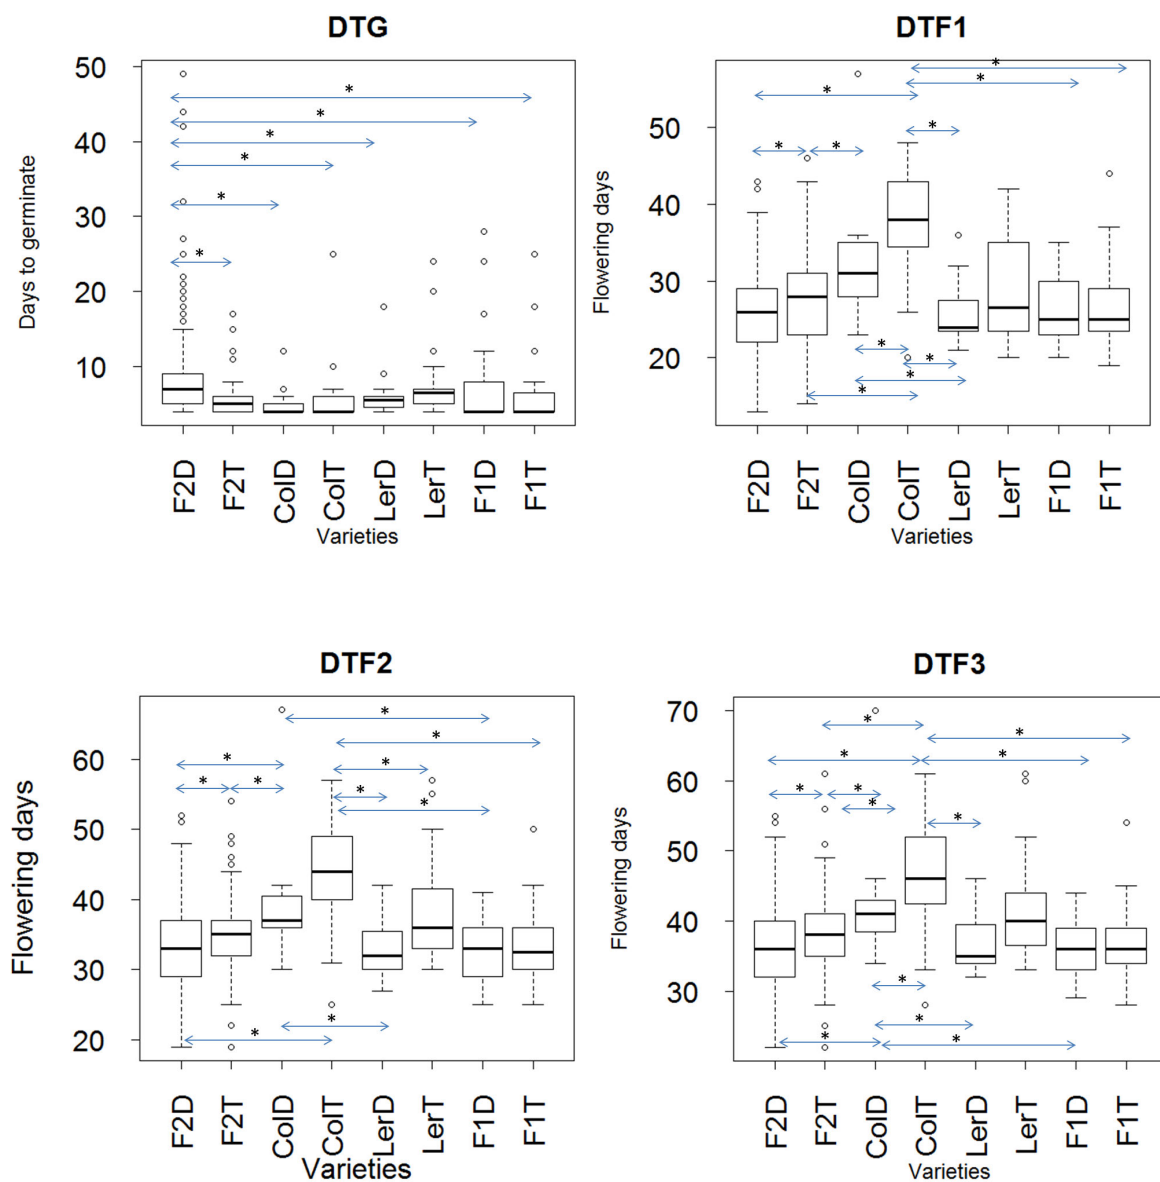 DTG
Days to germinate
50
40
30
20
10
* * * * * *
F2D F2T ColD ColT LerD LerT F1D F1T
Varieties
DTF1
Flowering days
50
40
30
20
* * * * * * * * * *
F2D F2T ColD ColT LerD LerT F1D F1T
Varieties
DTF2
Flowering days
60
50
40
30
20
* * * * * * * * * *
F2D F2T ColD ColT LerD LerT F1D F1T
Varieties
DTF3
Flowering days
70
60
50
40
30
* * * * * * * * * * * *
F2D F2T ColD ColT LerD LerT F1D F1T
Varieties